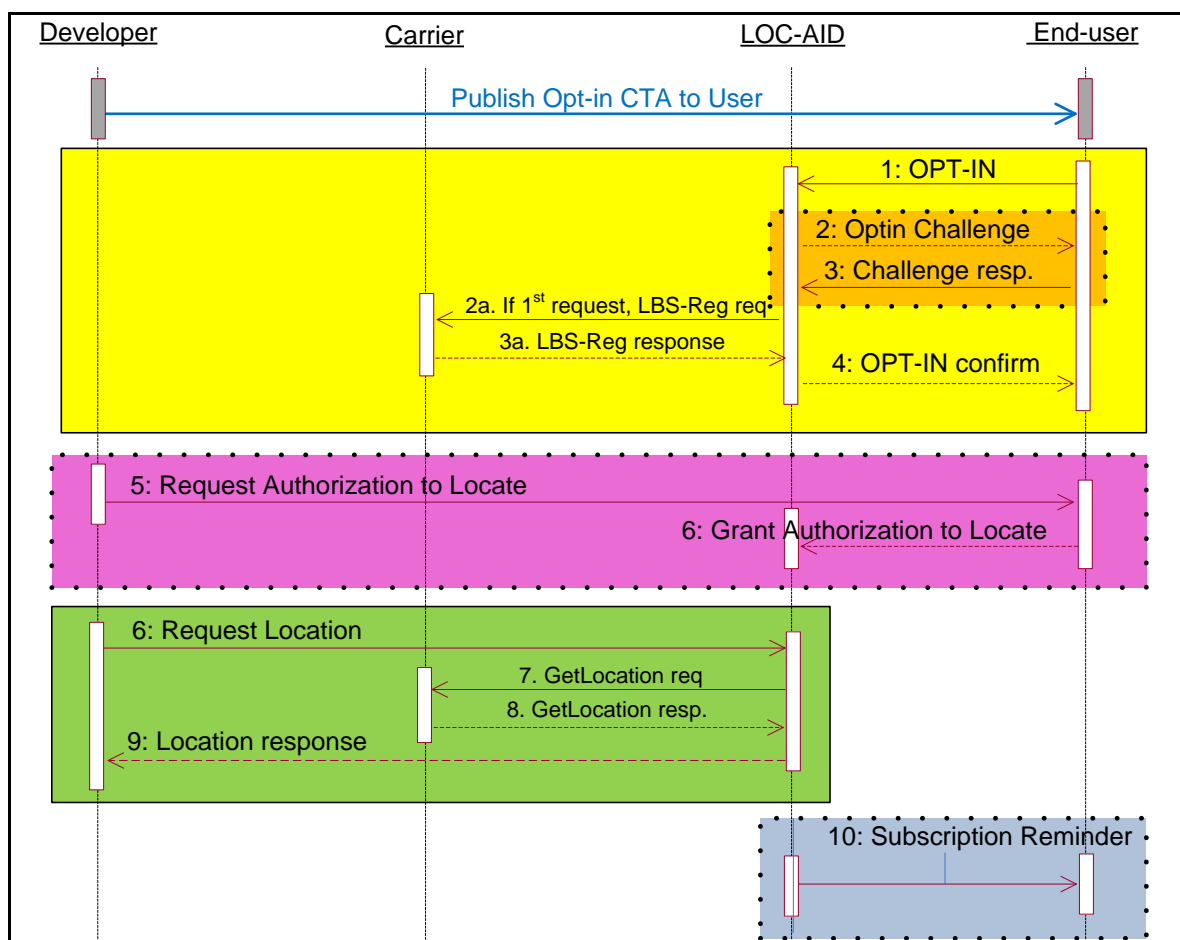 Developer
Carrier
LOC-AID
End-user
Publish Opt-in CTA to User
1: OPT-IN
2: Optin Challenge
3: Challenge resp.
2a. If 1st request, LBS-Reg req
3a. LBS-Reg response
4: OPT-IN confirm
5: Request Authorization to Locate
6: Grant Authorization to Locate
6: Request Location
7. GetLocation req
8. GetLocation resp.
9: Location response
10: Subscription Reminder